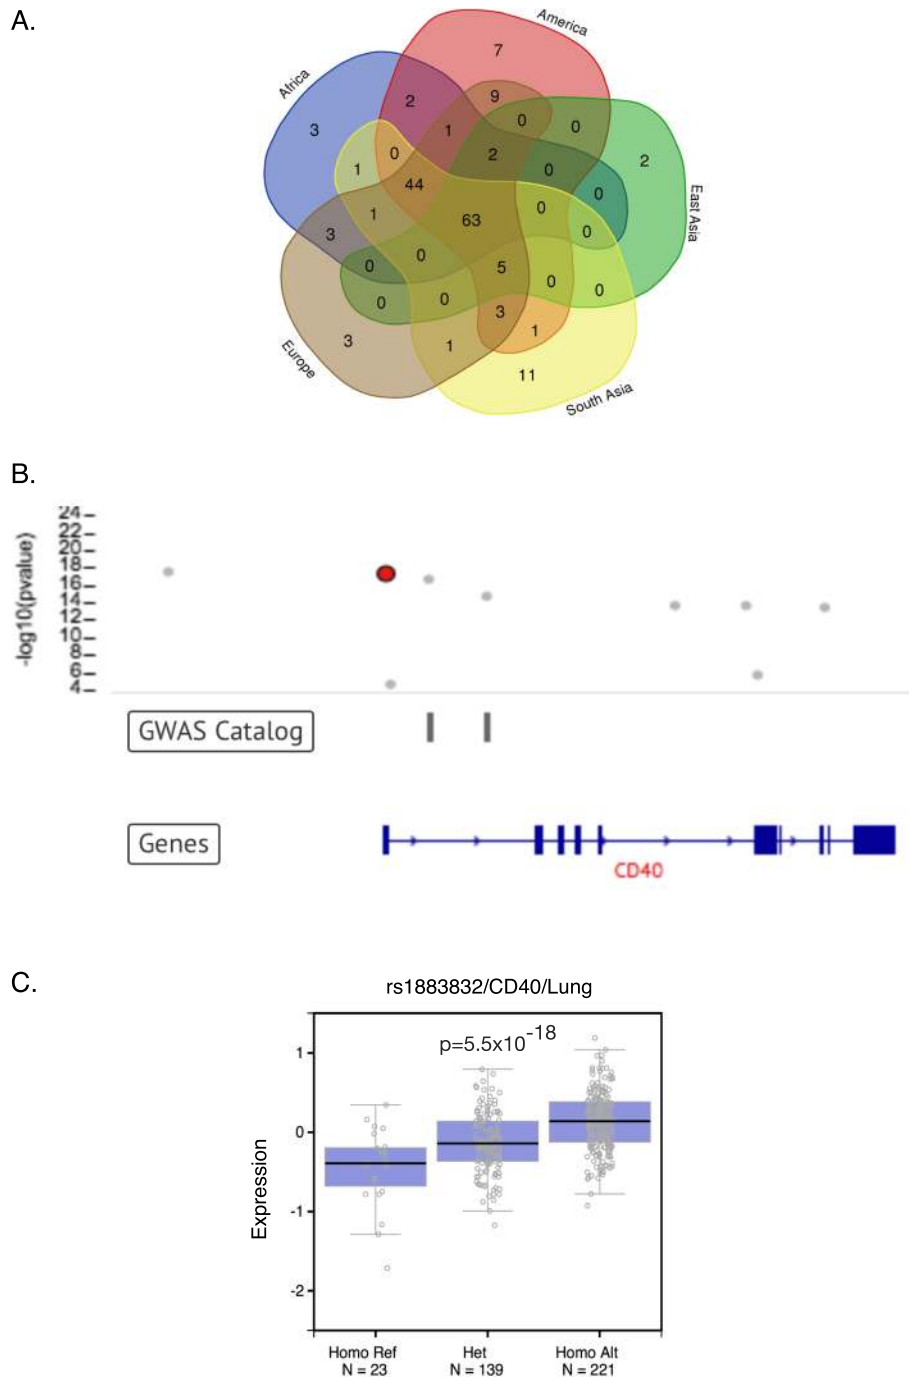 A.
America
7
Africa
2
9
3
1
0
0
2
0
2
1
44
0
0
East Asia
1
63
0
0
3
0
5
0
0
0
0
0
3
3
1
1
Europe
11
South Asia
B.
-log10(pvalue)
24
22
20
18
16
14
12
10
8
6
4
GWAS Catalog
Genes
CD40
C.
rs1883832/CD40/Lung
p=5.5x10-18
Expression
1
0
-1
-2
Homo Ref
N = 23
Het
N = 139
Homo Alt
N = 221